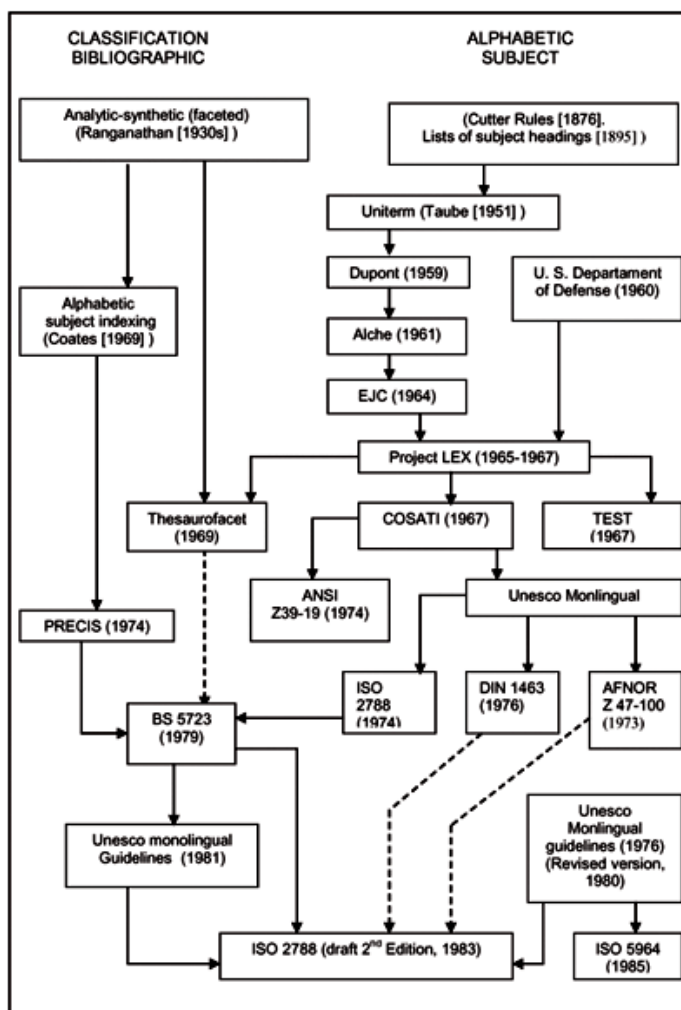 CLASSIFICATION
BIBLIOGRAPHIC
ALPHABETIC
SUBJECT
Analytic-synthetic (faceted)
(Ranganathan [1930s] )
(Cutter Rules [1876].
Lists of subject headings [1895] )
Uniterm (Taube [1951] )
Dupont (1959)
U. S. Departament
of Defense (1960)
Alphabetic
subject indexing
(Coates [1969] )
Alche (1961)
EJC (1964)
Project LEX (1965-1967)
Thesaurofacet
(1969)
COSATI (1967)
TEST
(1967)
ANSI
Z39-19 (1974)
Unesco Monlingual
PRECIS (1974)
ISO
2788
(1974)
DIN 1463
(1976)
AFNOR
Z 47-100
(1973)
BS 5723
(1979)
Unesco monolingual
Guidelines (1981)
Unesco
Monlingual
guidelines (1976)
(Revised version,
1980)
ISO 2788 (draft 2nd Edition, 1983)
ISO 5964
(1985)